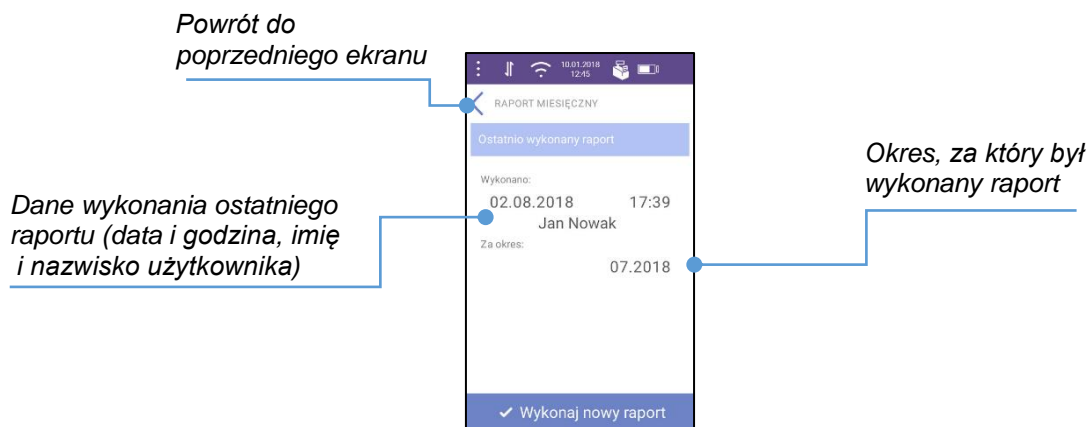 Powrót do
poprzedniego ekranu
10.01.2018
12:45
RAPORT MIESIĘCZNY
Ostatnio wykonany raport
Wykonano:
02.08.2018 17:39
Jan Nowak
Za okres:
07.2018
Wykonaj nowy raport
Dane wykonania ostatniego
raportu (data i godzina, imię
i nazwisko użytkownika)
Okres, za który był
wykonany raport